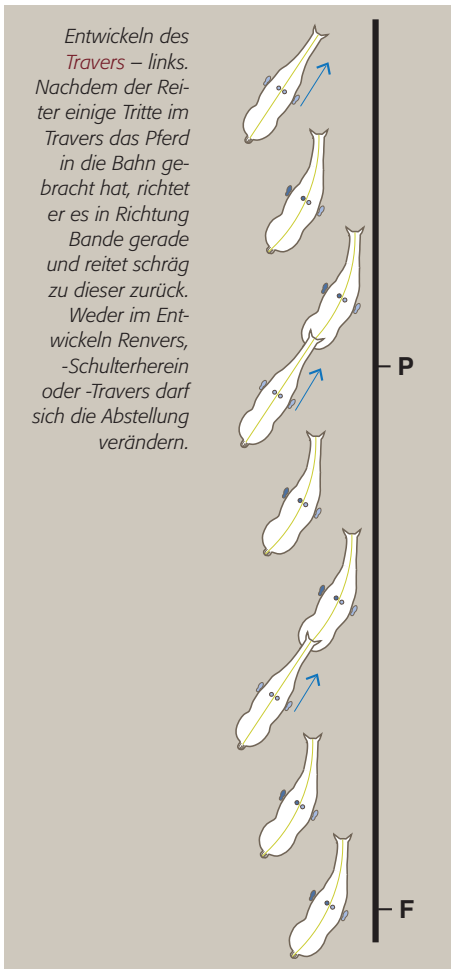 Entwickeln des
Travers – links.
Nachdem der Rei-
ter einige Tritte im
Travers das Pferd
in die Bahn ge-
bracht hat, richtet
er es in Richtung
Bande gerade
und reitet schräg
zu dieser zurück.
Weder im Ent-
wickeln Renvers,
-Schulterherein
oder -Travers darf
sich die Abstellung
verändern.
P
F